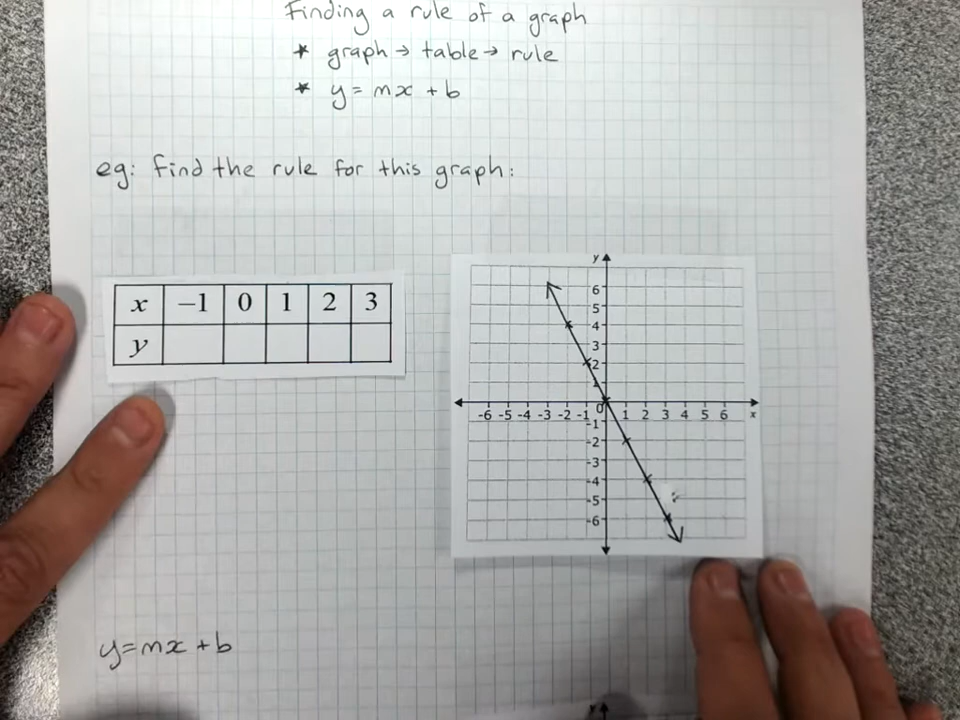 Finding a rule of a graph
* graph → table → rule
* y = mx + b
eg: Find the rule for this graph:
x −1 0 1 2 3
y
y
6
5
4
3
2
1
-6 -5 -4 -3 -2 -1 0 1 2 3 4 5 6 x
-1
-2
-3
-4
-5
-6
y=mx + b